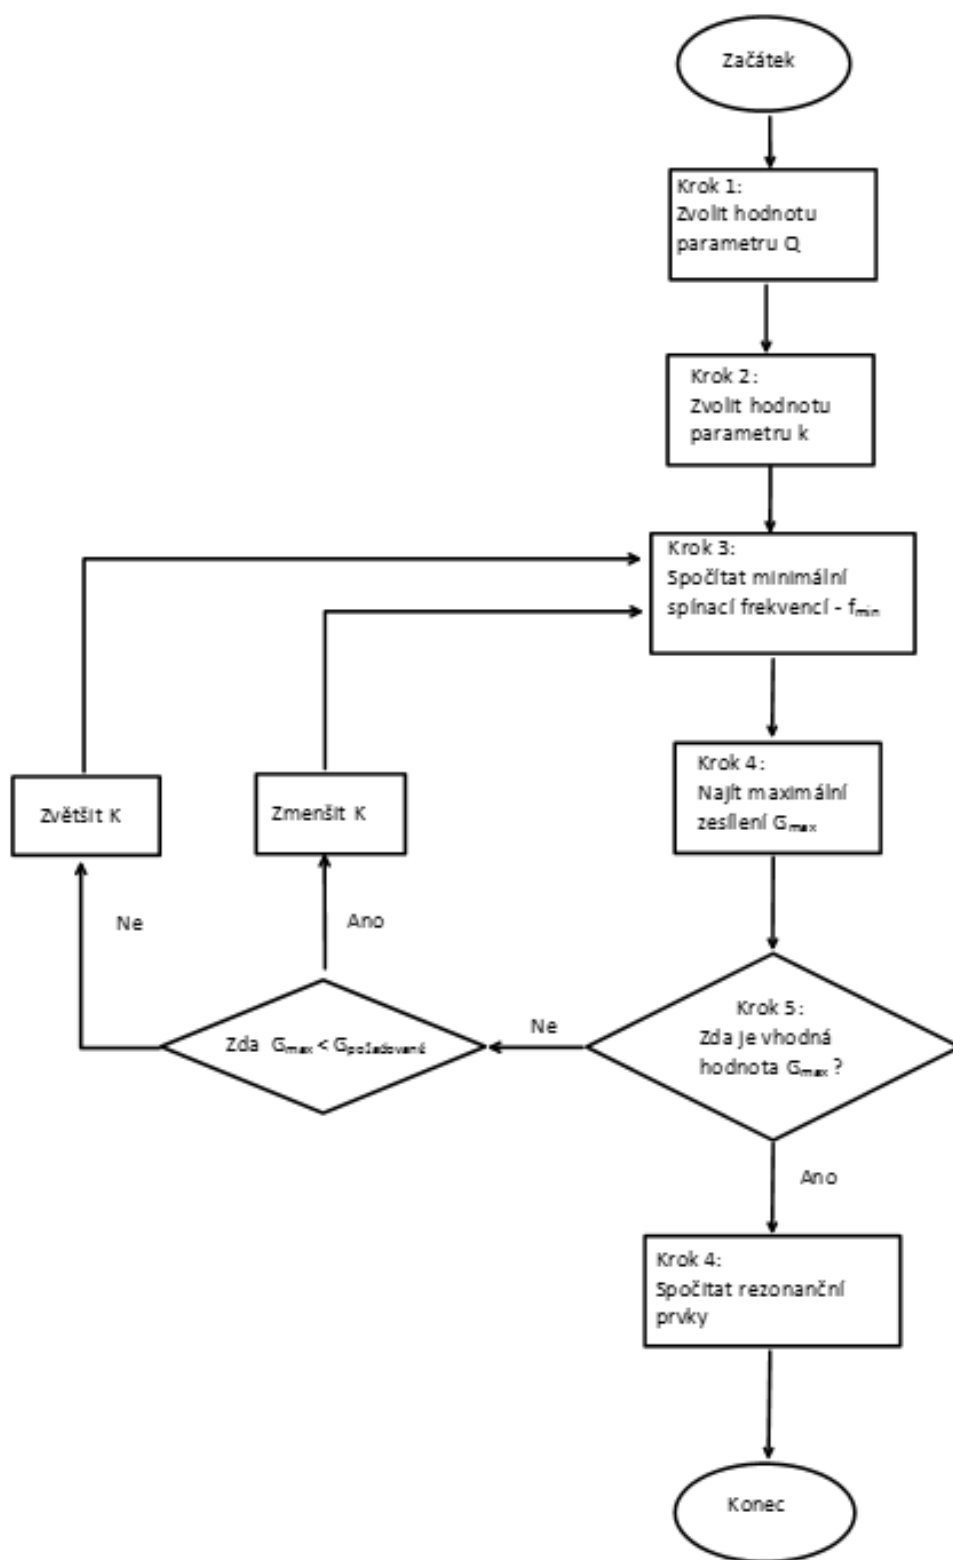 Začátek
Krok 1:
Zvolit hodnotu
parametru Q
Krok 2:
Zvolit hodnotu
parametru k
Krok 3:
Spočítat minimální
spínací frekvencí - fmin
Krok 4:
Najít maximální
zesílení Gmax
Zvětšit K
Zmenšit K
Ne
Ano
Krok 5:
Zda je vhodná
hodnota Gmax ?
Ne
Zda Gmax < Gpožadované
Ano
Krok 4:
Spočítat rezonanční
prvky
Konec